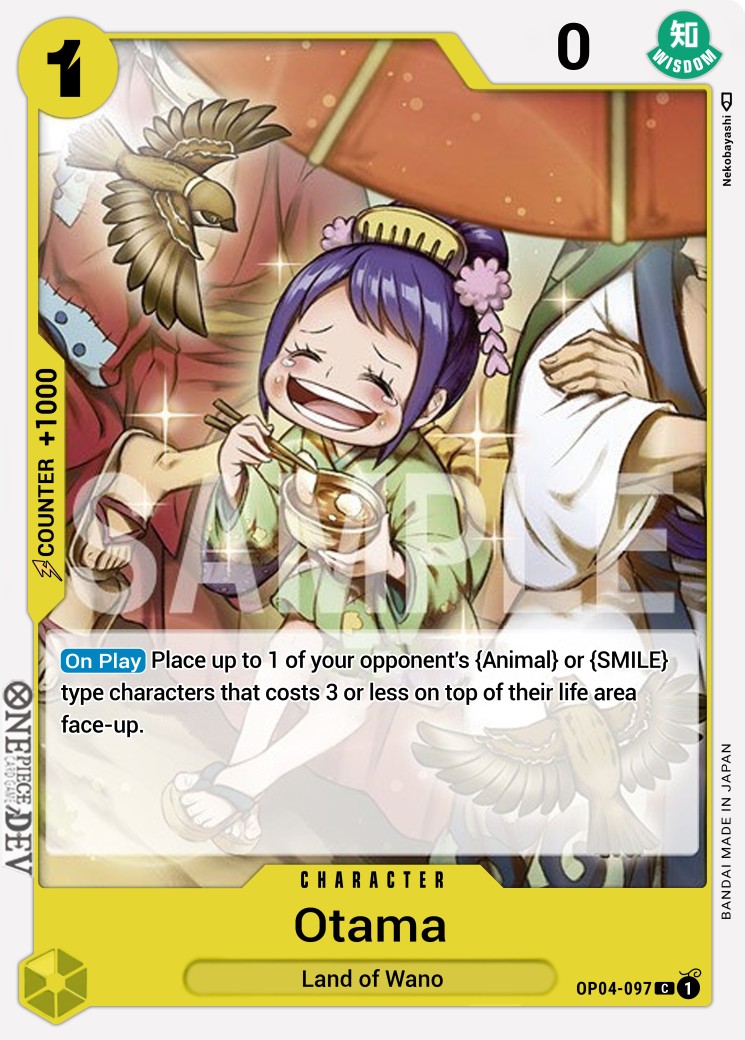 1
0
知
WISDOM
Nekobayashi
COUNTER +1000
SAMPLE
On Play Place up to 1 of your opponent's {Animal} or {SMILE}
type characters that costs 3 or less on top of their life area
face-up.
ONE PIECE
CARD GAME
DEV
BANDAI MADE IN JAPAN
CHARACTER
Otama
Land of Wano
OP04-097 C 1